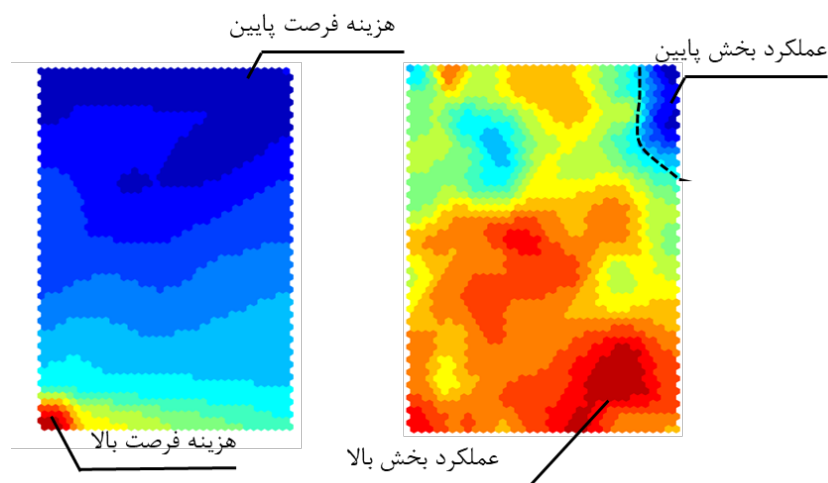 هزینه فرصت پایین
عملکرد بخش پایین
هزینه فرصت بالا
عملکرد بخش بالا